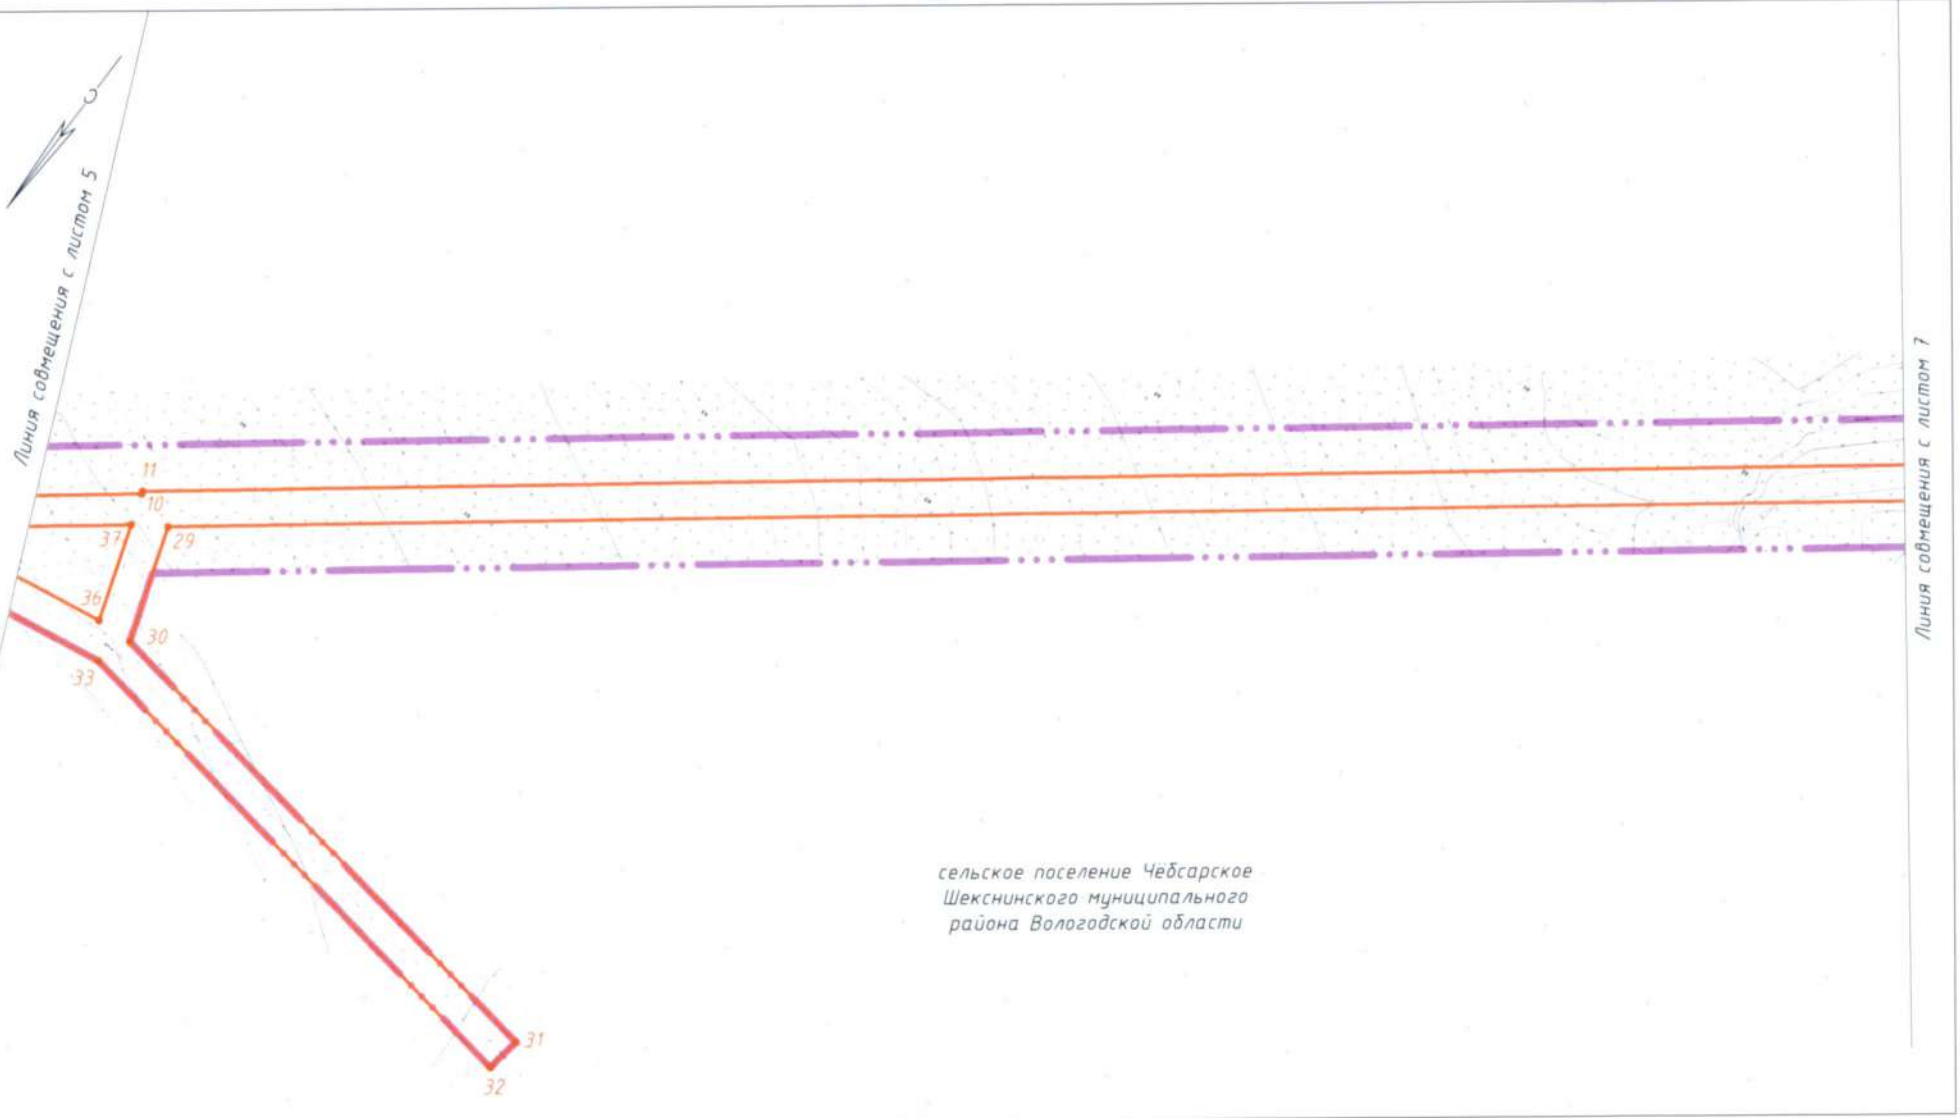 С
Линия совмещения с листом 5
11
10
37
29
36
30
33
31
32
Линия совмещения с листом 7
сельское поселение Чёбсарское
Шекснинского муниципального
района Вологодской области